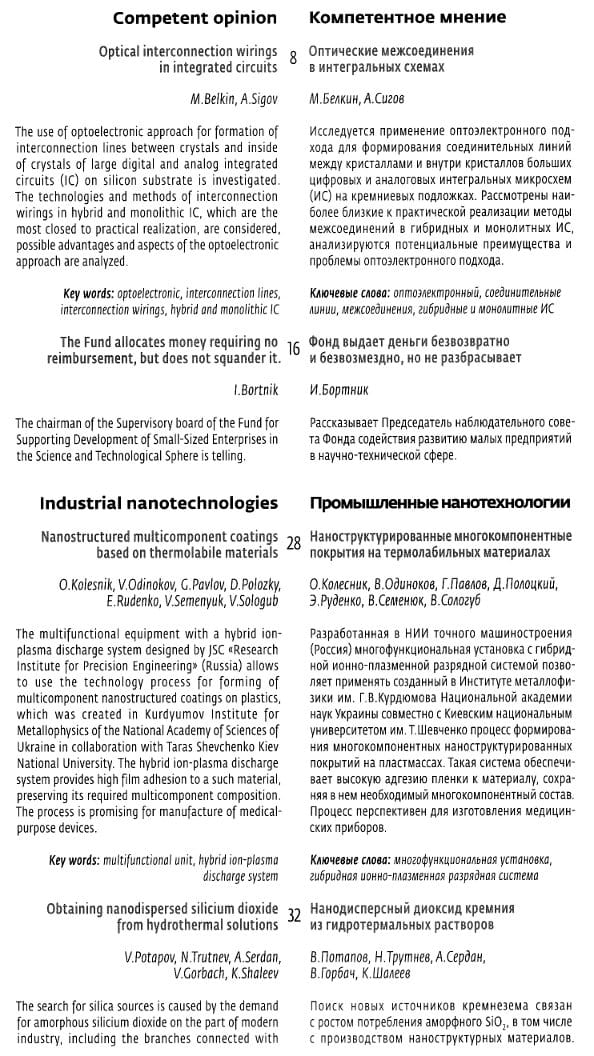 Competent opinion
Optical interconnection wirings
in integrated circuits
M.Belkin, A.Sigov
The use of optoelectronic approach for formation of
interconnection lines between crystals and inside
of crystals of large digital and analog integrated
circuits (IC) on silicon substrate is investigated.
The technologies and methods of interconnection
wirings in hybrid and monolithic IC, which are the
most closed to practical realization, are considered,
possible advantages and aspects of the optoelectronic
approach are analyzed.
Key words: optoelectronic, interconnection lines,
interconnection wirings, hybrid and monolithic IC
8
Компетентное мнение
Оптические межсоединения
в интегральных схемах
М.Белкин, А.Сигов
Исследуется применение оптоэлектронного под-
хода для формирования соединительных линий
между кристаллами и внутри кристаллов больших
цифровых и аналоговых интегральных микросхем
(ИС) на кремниевых подложках. Рассмотрены наи-
более близкие к практической реализации методы
межсоединений в гибридных и монолитных ИС,
анализируются потенциальные преимущества и
проблемы оптоэлектронного подхода.
Ключевые слова: оптоэлектронный, соединительные
линии, межсоединения, гибридные и монолитные ИС
The Fund allocates money requiring no
reimbursement, but does not squander it.
I.Bortnik
The chairman of the Supervisory board of the Fund for
Supporting Development of Small-Sized Enterprises in
the Science and Technological Sphere is telling.
16
Фонд выдает деньги безвозвратно
и безвозмездно, но не разбрасывает
И.Бортник
Рассказывает Председатель наблюдательного сове-
та Фонда содействия развитию малых предприятий
в научно-технической сфере.
Industrial nanotechnologies
Nanostructured multicomponent coatings
based on thermolabile materials
O.Kolesnik, V.Odinokov, G.Pavlov, D.Polozky,
E.Rudenko, V.Semenyuk, V.Sologub
The multifunctional equipment with a hybrid ion-
plasma discharge system designed by JSC «Research
Institute for Precision Engineering» (Russia) allows
to use the technology process for forming of
multicomponent nanostructured coatings on plastics,
which was created in Kurdyumov Institute for
Metallophysics of the National Academy of Sciences of
Ukraine in collaboration with Taras Shevchenko Kiev
National University. The hybrid ion-plasma discharge
system provides high film adhesion to a such material,
preserving its required multicomponent composition.
The process is promising for manufacture of medical-
purpose devices.
Key words: multifunctional unit, hybrid ion-plasma
discharge system
28
Промышленные нанотехнологии
Наноструктурированные многокомпонентные
покрытия на термолабильных материалах
О.Колесник, В.Одиноков, Г.Павлов, Д.Полоцкий,
Э.Руденко, В.Семенюк, В.Сологуб
Разработанная в НИИ точного машиностроения
(Россия) многофункциональная установка с гибрид-
ной ионно-плазменной разрядной системой позво-
ляет применять созданный в Институте металлофи-
зики им. Г.В.Курдюмова Национальной академии
наук Украины совместно с Киевским национальным
университетом им. Т.Шевченко процесс формирова-
ния многокомпонентных наноструктурированных
покрытий на пластмассах. Такая система обеспечи-
вает высокую адгезию пленки к материалу, сохра-
няя в нем необходимый многокомпонентный состав.
Процесс перспективен для изготовления медицин-
ских приборов.
Ключевые слова: многофункциональная установка,
гибридная ионно-плазменная разрядная система
Obtaining nanodispersed silicium dioxide
from hydrothermal solutions
V.Potapov, N.Trutnev, A.Serdan,
V.Gorbach, K.Shaleev
The search for silica sources is caused by the demand
for amorphous silicium dioxide on the part of modern
industry, including the branches connected with
32
Нанодисперсный диоксид кремния
из гидротермальных растворов
В.Потапов, Н.Трутнев, А.Сердан,
В.Горбач, К.Шалеев
Поиск новых источников кремнезема связан
с ростом потребления аморфного SiO₂, в том числе
с производством наноструктурных материалов.